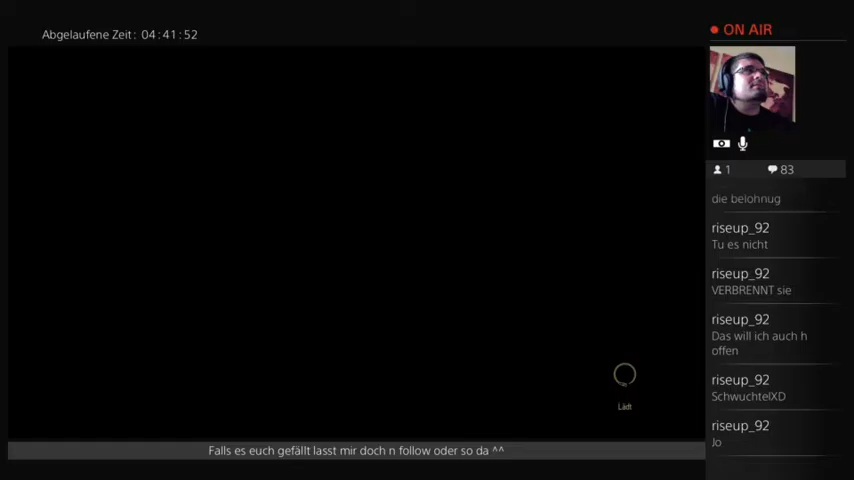 Abgelaufene Zeit: 04:41:52
ON AIR
1
83
die belohnug
riseup_92
Tu es nicht
riseup_92
VERBRENNT sie
riseup_92
Das will ich auch h
offen
riseup_92
SchwuchtelXD
riseup_92
Jo
Lädt
Falls es euch gefällt lasst mir doch n follow oder so da ^^